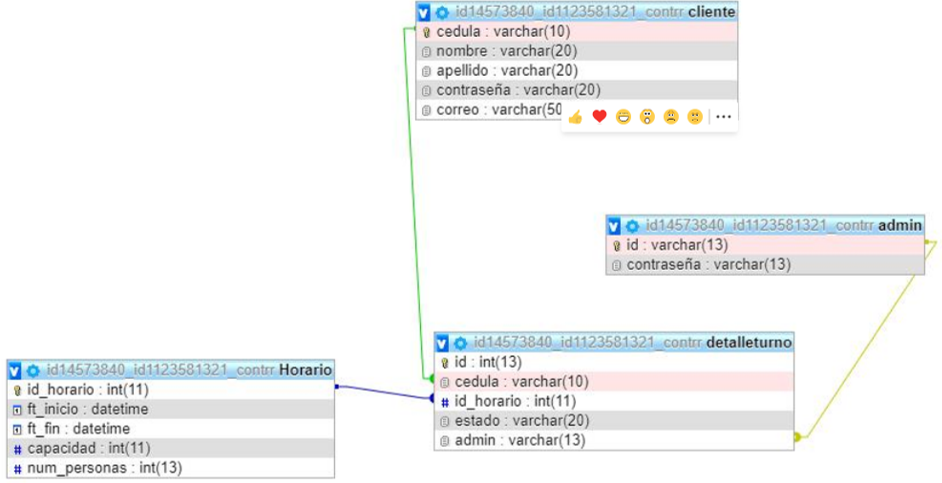 id14573840_id1123581321_contrr cliente
cedula : varchar(10)
nombre : varchar(20)
apellido : varchar(20)
contraseña : varchar(20)
correo : varchar(50
id14573840_id1123581321_contrr admin
id : varchar(13)
contraseña : varchar(13)
id14573840_id1123581321_contrr detalleturno
id : int(13)
cedula : varchar(10)
id_horario : int(11)
estado : varchar(20)
admin : varchar(13)
id14573840_id1123581321_contrr Horario
id_horario : int(11)
ft_inicio : datetime
ft_fin : datetime
capacidad : int(11)
num_personas : int(13)